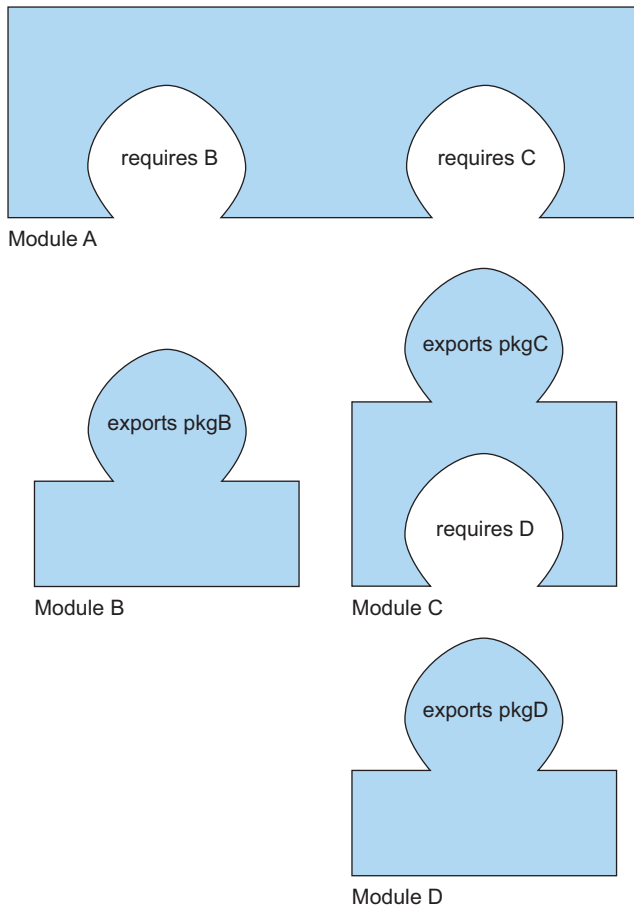 requires B
requires C
Module A
exports pkgC
exports pkgB
requires D
Module B
Module C
exports pkgD
Module D